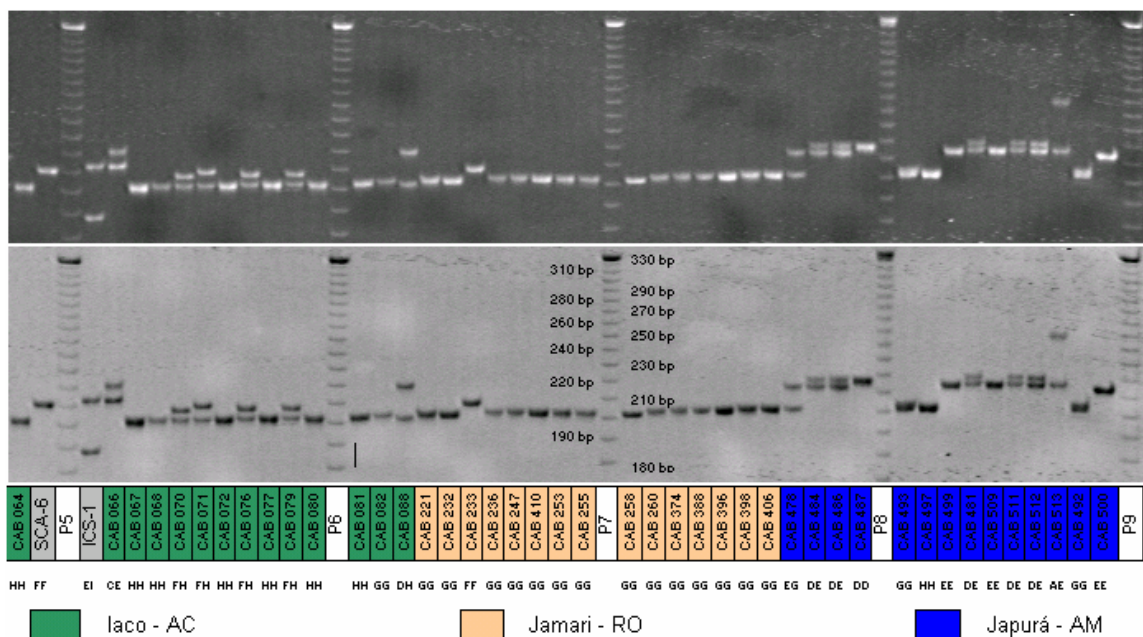 310 bp
280 bp
260 bp
240 bp
220 bp
210 bp
190 bp
330 bp
290 bp
270 bp
250 bp
230 bp
210 bp
200 bp
180 bp
CAB 064 SCA-6 P5 ICS-1 CAB 066 CAB 067 CAB 068 CAB 070 CAB 071 CAB 072 CAB 076 CAB 077 CAB 079 CAB 080 P6 CAB 081 CAB 082 CAB 088 CAB 221 CAB 232 CAB 233 CAB 236 CAB 247 CAB 410 CAB 253 CAB 255 P7 CAB 258 CAB 260 CAB 374 CAB 388 CAB 396 CAB 398 CAB 406 CAB 478 CAB 484 CAB 486 CAB 487 P8 CAB 493 CAB 497 CAB 499 CAB 481 CAB 509 CAB 511 CAB 512 CAB 513 CAB 492 CAB 500 P9
HH FF EI CE HH HH FH FH HH FH HH FH HH HH GG DH GG GG FF GG GG GG GG GG GG GG GG GG GG GG GG EG DE DE DD GG HH EE DE EE DE DE AE GG EE
Iaco - AC Jamari - RO Japurá - AM